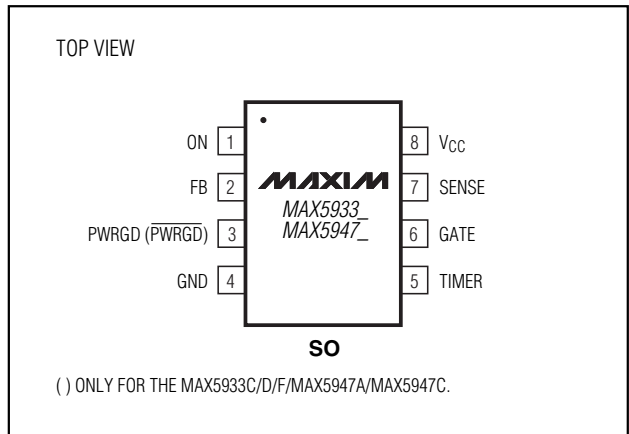 TOP VIEW
ON 1
FB 2
PWRGD (PWRGD) 3
GND 4
8 VCC
7 SENSE
6 GATE
5 TIMER
MAXIM
MAX5933_
MAX5947_
SO
( ) ONLY FOR THE MAX5933C/D/F/MAX5947A/MAX5947C.